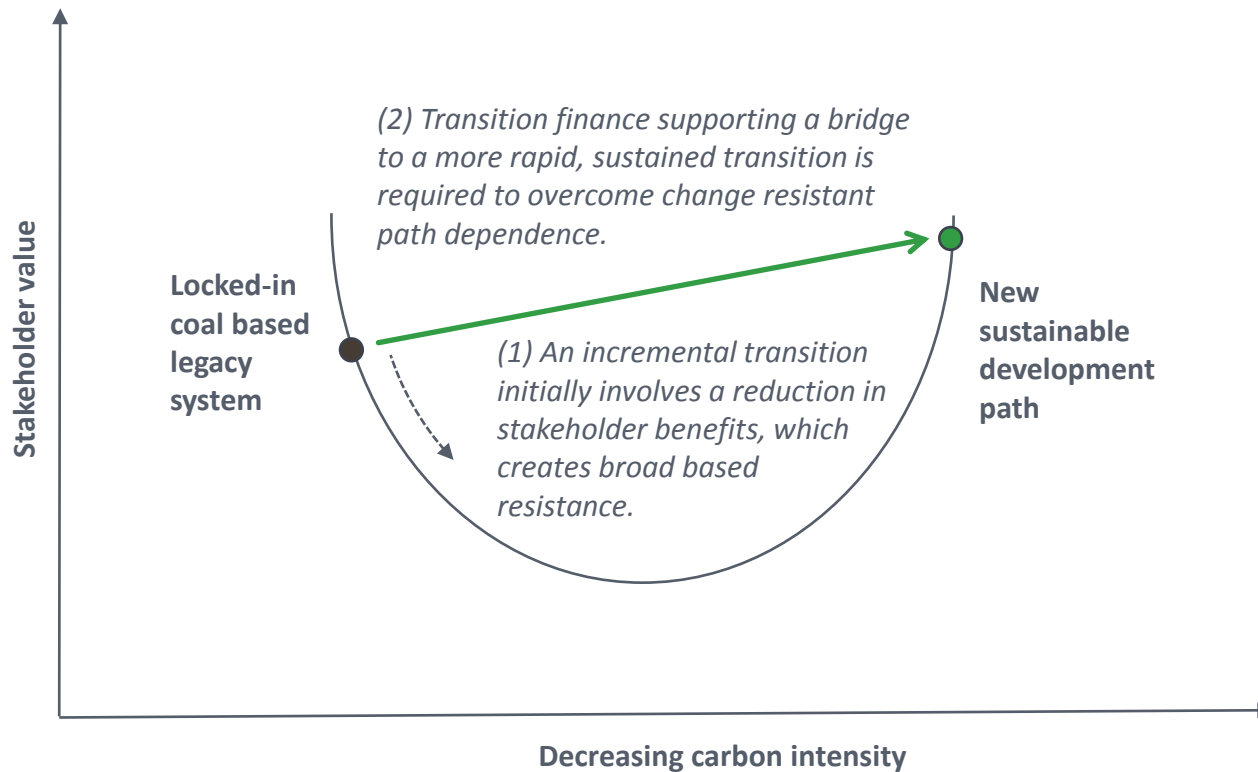 (2) Transition finance supporting a bridge
to a more rapid, sustained transition is
required to overcome change resistant
path dependence.
Stakeholder value
Locked-in
coal based
legacy
system
New
sustainable
development
path
(1) An incremental transition
initially involves a reduction in
stakeholder benefits, which
creates broad based
resistance.
Decreasing carbon intensity